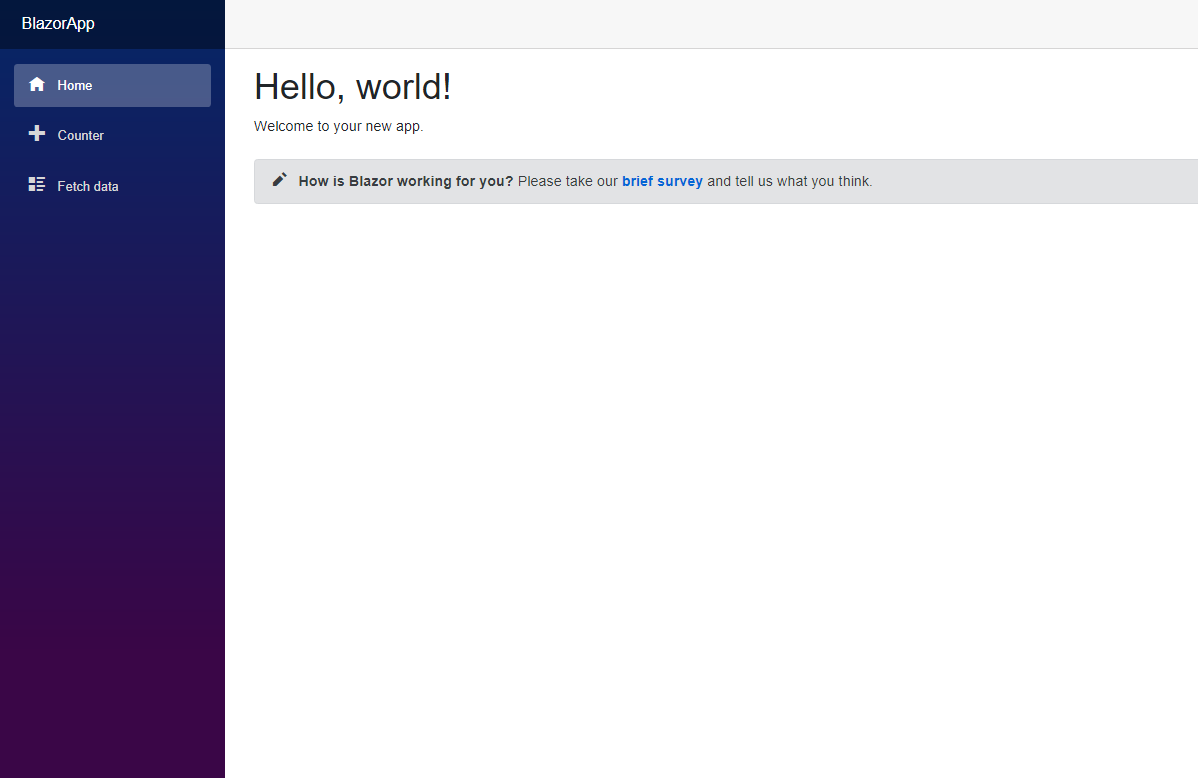 BlazorApp
Home
Counter
Fetch data
Hello, world!
Welcome to your new app.
How is Blazor working for you? Please take our brief survey and tell us what you think.